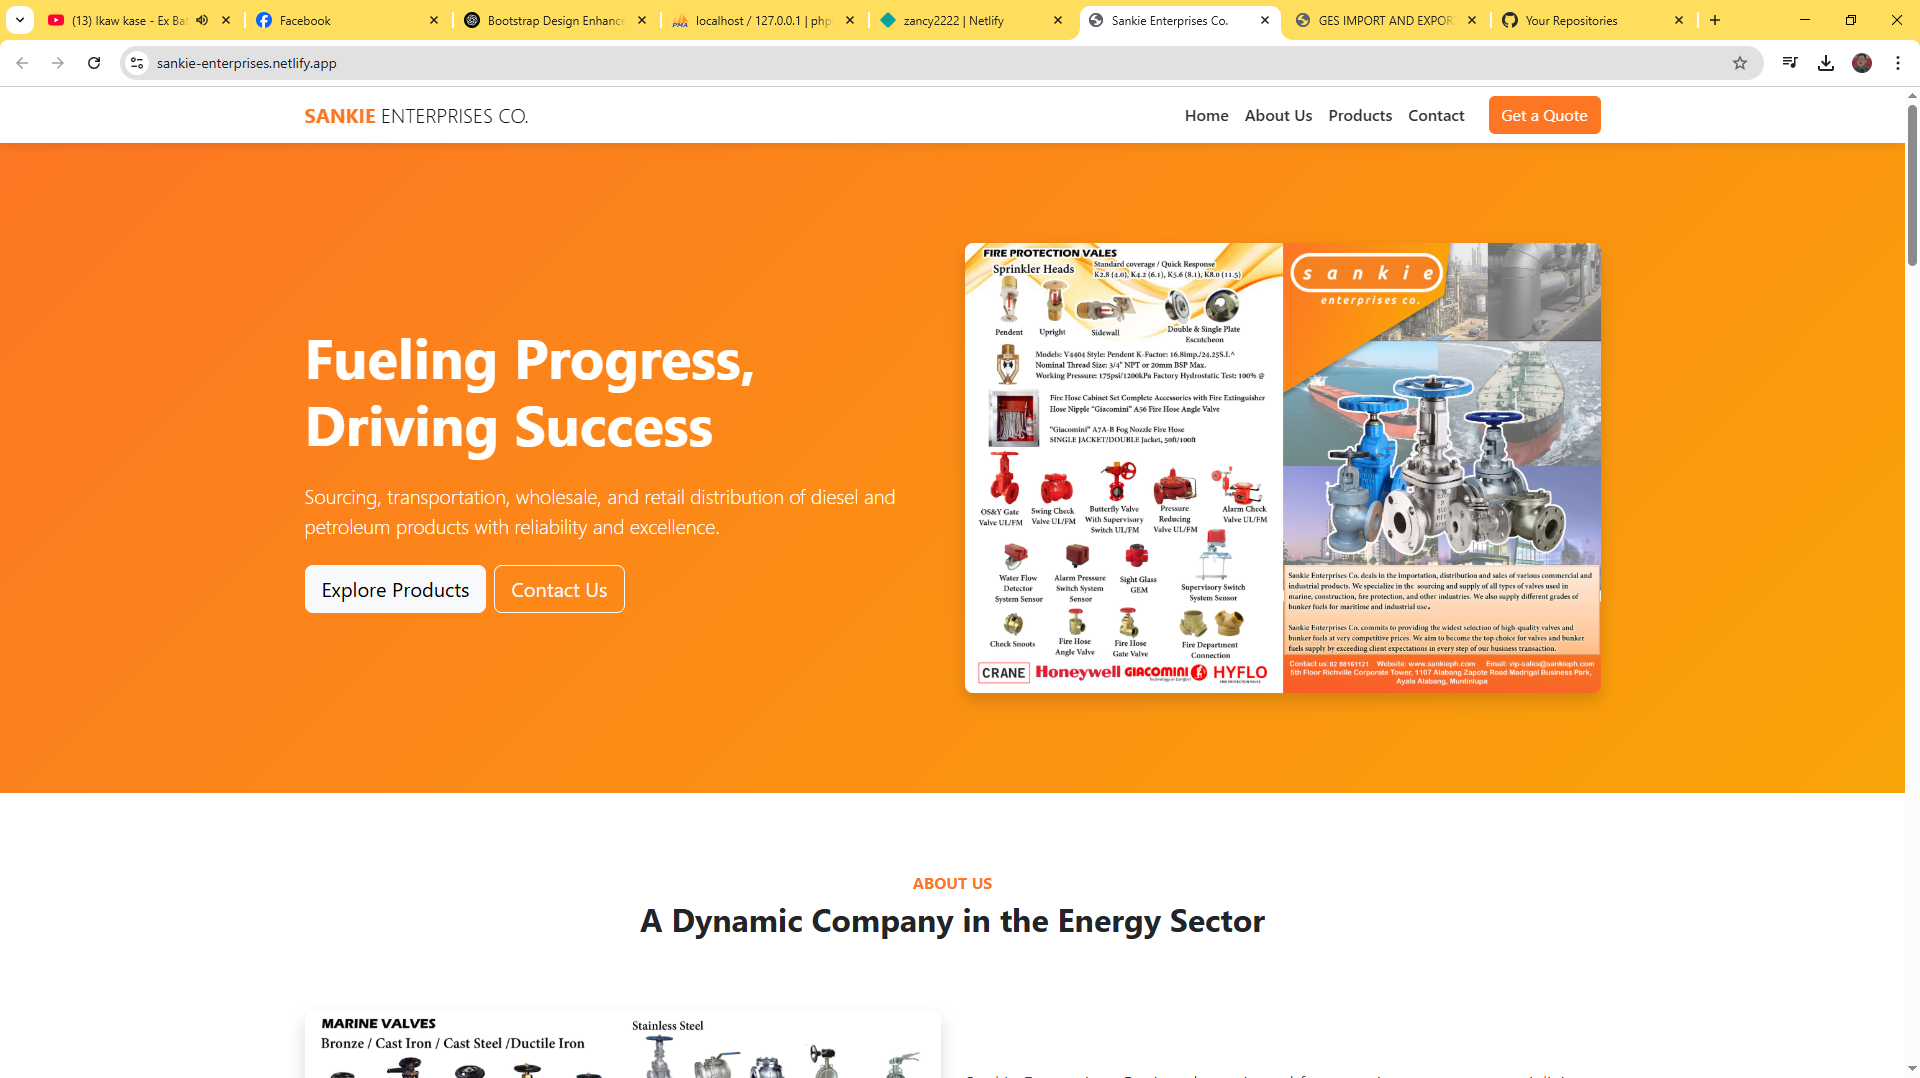 (13) Ikaw kase - Ex Bat
Facebook
Bootstrap Design Enhance
localhost / 127.0.0.1 | php
zancy2222 | Netlify
Sankie Enterprises Co.
GES IMPORT AND EXPOR
Your Repositories
sankie-enterprises.netlify.app
SANKIE ENTERPRISES CO.
Home
About Us
Products
Contact
Get a Quote
Fueling Progress,
Driving Success
Sourcing, transportation, wholesale, and retail distribution of diesel and
petroleum products with reliability and excellence.
Explore Products
Contact Us
FIRE PROTECTION VALES
Sprinkler Heads
Standard coverage / Quick Response
K2.8 (4.0), K4.2 (6.1), K5.6 (8.1), K8.0 (11.5)
Pendent
Upright
Sidewall
Double & Single Plate
Escutcheon
Models: V4404 Style: Pendent K-Factor: 16.8imp./24.25S.I.^
Nominal Thread Size: 3/4" NPT or 20mm BSP Max.
Working Pressure: 175psi/1200kPa Factory Hydrostatic Test: 100% @
Fire Hose Cabinet Set Complete Accessories with Fire Extinguisher
Hose Nipple "Giacomini" A56 Fire Hose Angle Valve
"Giacomini" A7A-B Fog Nozzle Fire Hose
SINGLE JACKET/DOUBLE Jacket, 50ft/100ft
OS&Y Gate
Valve UL/FM
Swing Check
Valve UL/FM
Butterfly Valve
With Supervisory
Switch UL/FM
Pressure
Reducing
Valve UL/FM
Alarm Check
Valve UL/FM
Water Flow
Detector
System Sensor
Alarm Pressure
Switch System
Sensor
Sight Glass
GEM
Supervisory Switch
System Sensor
Check Snoots
Fire Hose
Angle Valve
Fire Hose
Gate Valve
Fire Department
Connection
CRANE
Honeywell
GIACOMINI
HYFLO
sankie
enterprises co.
Sankie Enterprises Co. deals in the importation, distribution and sales of various commercial and
industrial products. We specialize in the sourcing and supply of all types of valves used in
marine, construction, fire protection, and other industries. We also supply different grades of
bunker fuels for maritime and industrial use.
Sankie Enterprises Co. commits to providing the widest selection of high-quality valves and
bunker fuels at very competitive prices. We aim to become the top choice for valves and bunker
fuels supply by exceeding client expectations in every step of our business transaction.
Contact us: 02 88161121 Website: www.sankieph.com Email: vip-sales@sankieph.com
5th Floor Richville Corporate Tower, 1107 Alabang Zapote Road Madrigal Business Park,
Ayala Alabang, Muntinlupa
ABOUT US
A Dynamic Company in the Energy Sector
MARINE VALVES
Bronze / Cast Iron / Cast Steel /Ductile Iron
Stainless Steel